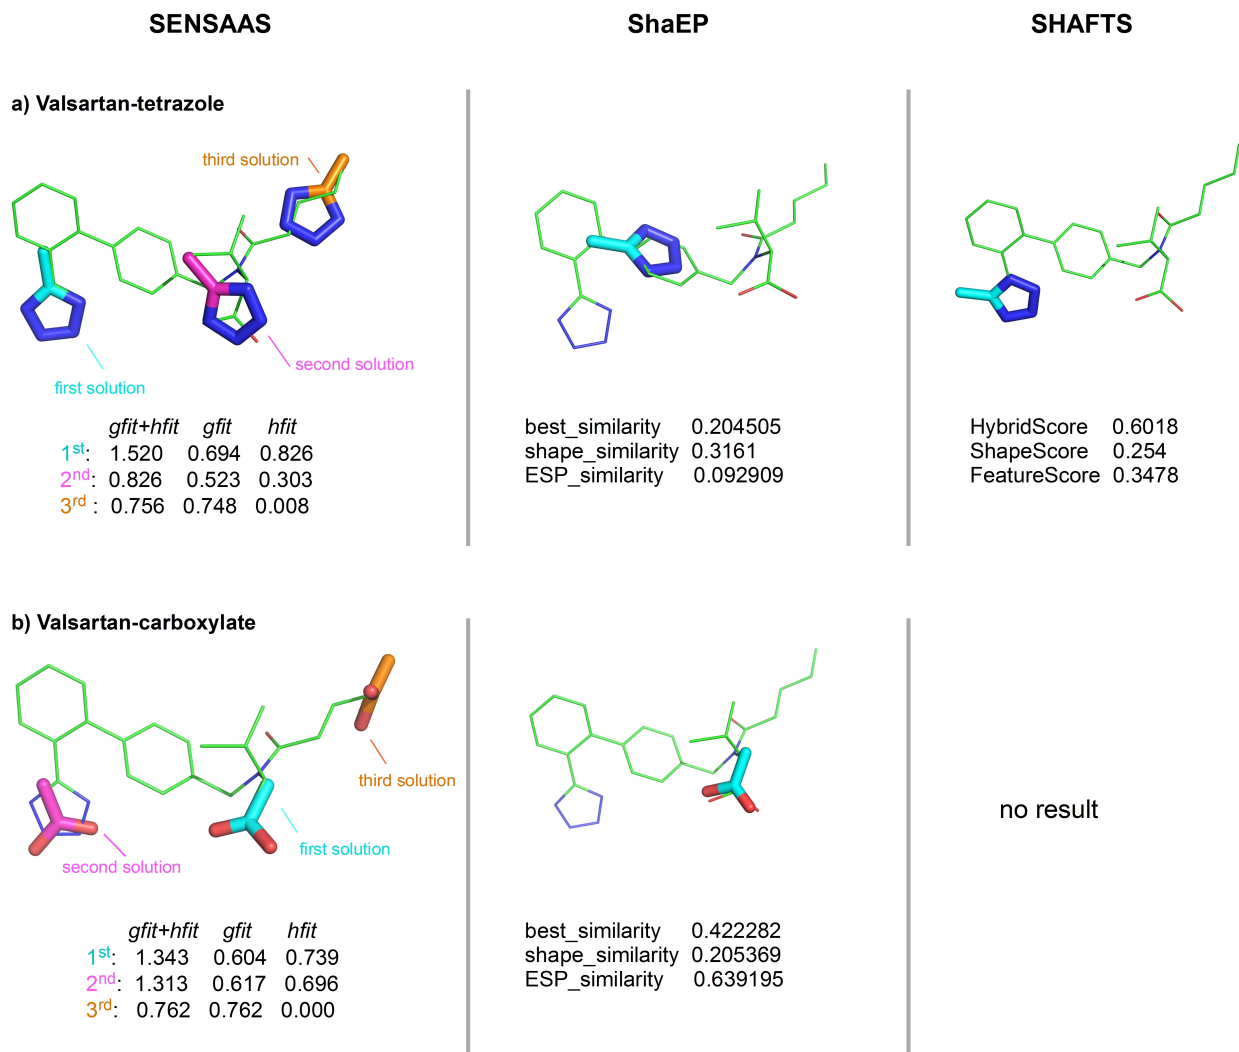 SENSAAS
ShaEP
SHAFTS
a) Valsartan-tetrazole
third solution
second solution
first solution
gfit+hfit gfit hfit
1st: 1.520 0.694 0.826
2nd: 0.826 0.523 0.303
3rd : 0.756 0.748 0.008
best_similarity 0.204505
shape_similarity 0.3161
ESP_similarity 0.092909
HybridScore 0.6018
ShapeScore 0.254
FeatureScore 0.3478
b) Valsartan-carboxylate
third solution
first solution
second solution
gfit+hfit gfit hfit
1st: 1.343 0.604 0.739
2nd: 1.313 0.617 0.696
3rd: 0.762 0.762 0.000
best_similarity 0.422282
shape_similarity 0.205369
ESP_similarity 0.639195
no result